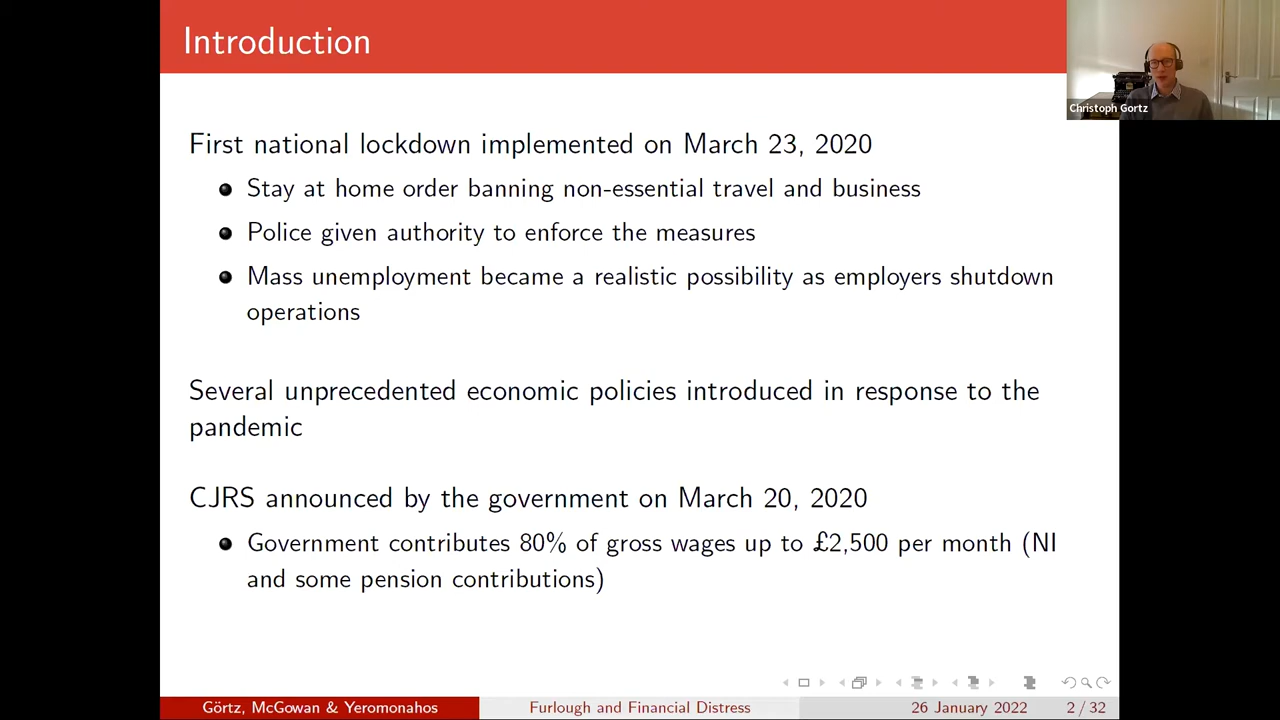 Introduction
Christoph Gortz
First national lockdown implemented on March 23, 2020
Stay at home order banning non-essential travel and business
Police given authority to enforce the measures
Mass unemployment became a realistic possibility as employers shutdown
operations
Several unprecedented economic policies introduced in response to the
pandemic
CJRS announced by the government on March 20, 2020
Government contributes 80% of gross wages up to £2,500 per month (NI
and some pension contributions)
Görtz, McGowan & Yeromonahos
Furlough and Financial Distress
26 January 2022
2 / 32